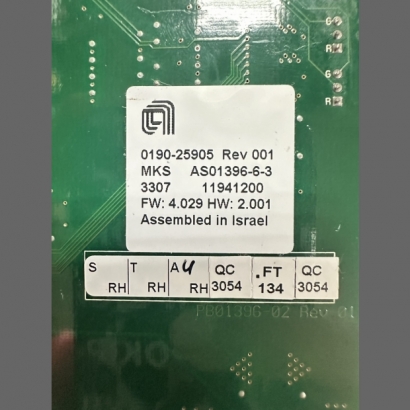 G
R
G
R
0190-25905 Rev 001
MKS AS01396-6-3
3307 11941200
FW: 4.029 HW: 2.001
Assembled in Israel
S T A 4 QC .FT QC
RH RH RH 3054 134 3054
PB01396-02 Rev 01